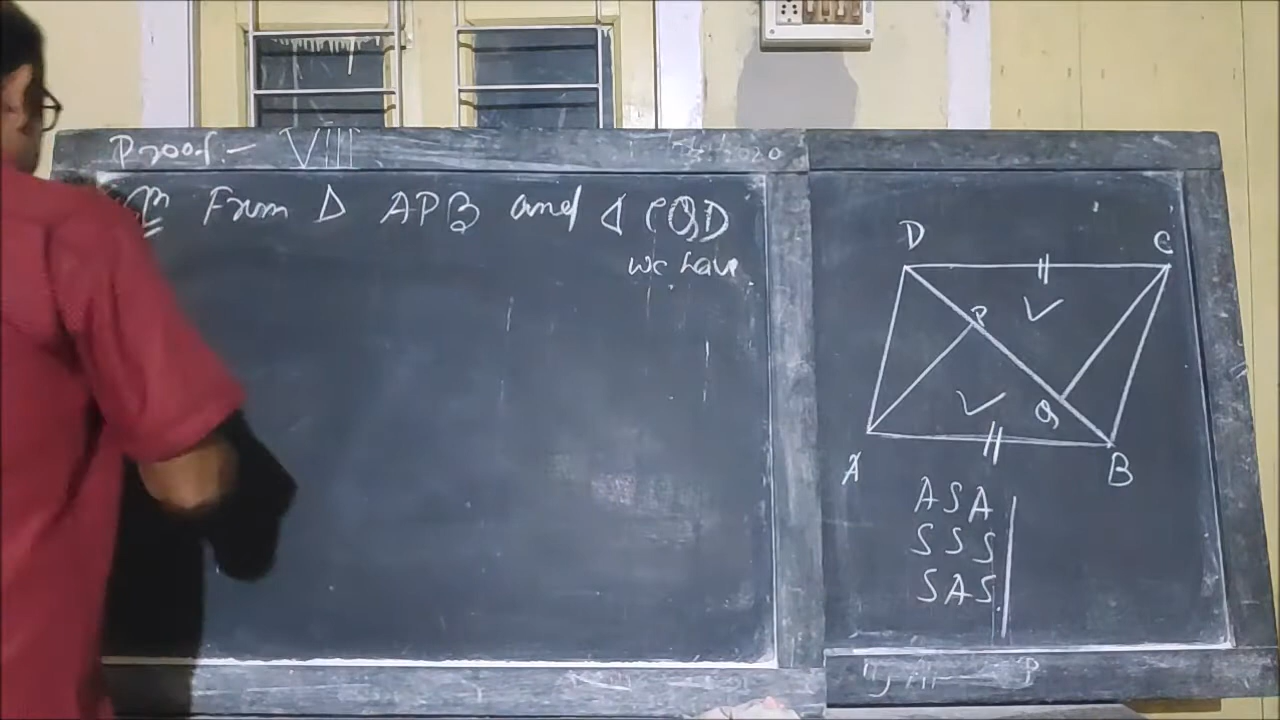 Proof:- VIII
From Δ APB and Δ CQD
we have
D C
P
Q
A B
ASA
SSS
SAS